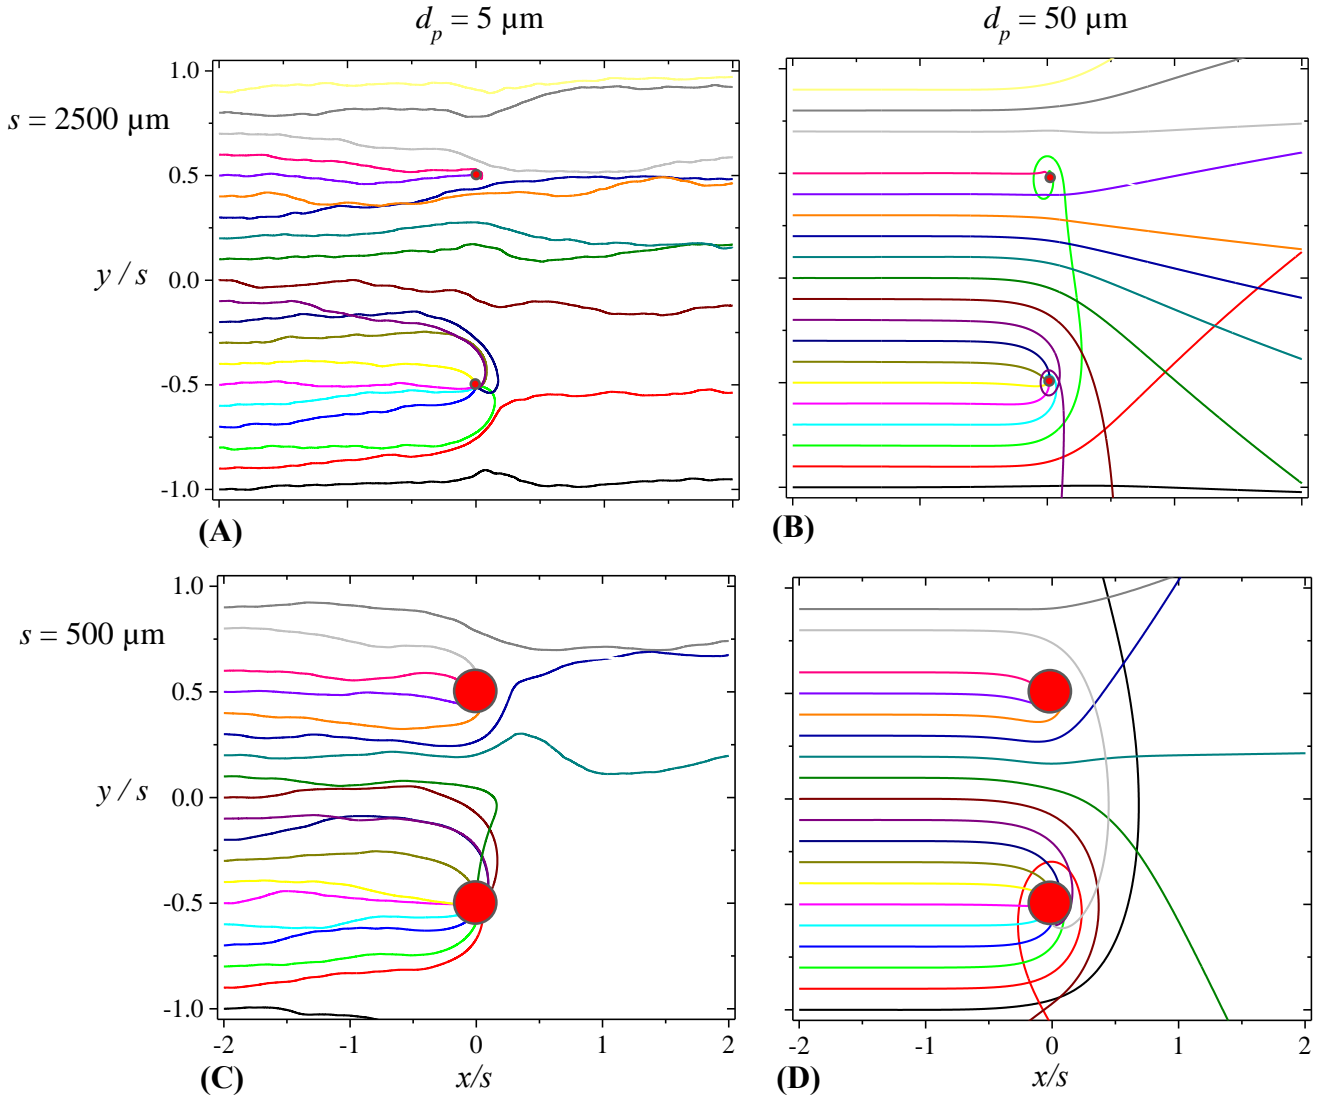 d_p = 5 µm
d_p = 50 µm
s = 2500 µm
1.0
0.5
y / s
0.0
-0.5
-1.0
(A)
(B)
s = 500 µm
1.0
0.5
y / s
0.0
-0.5
-1.0
-2 -1 0 1 2
-2 -1 0 1 2
(C) x/s
(D) x/s